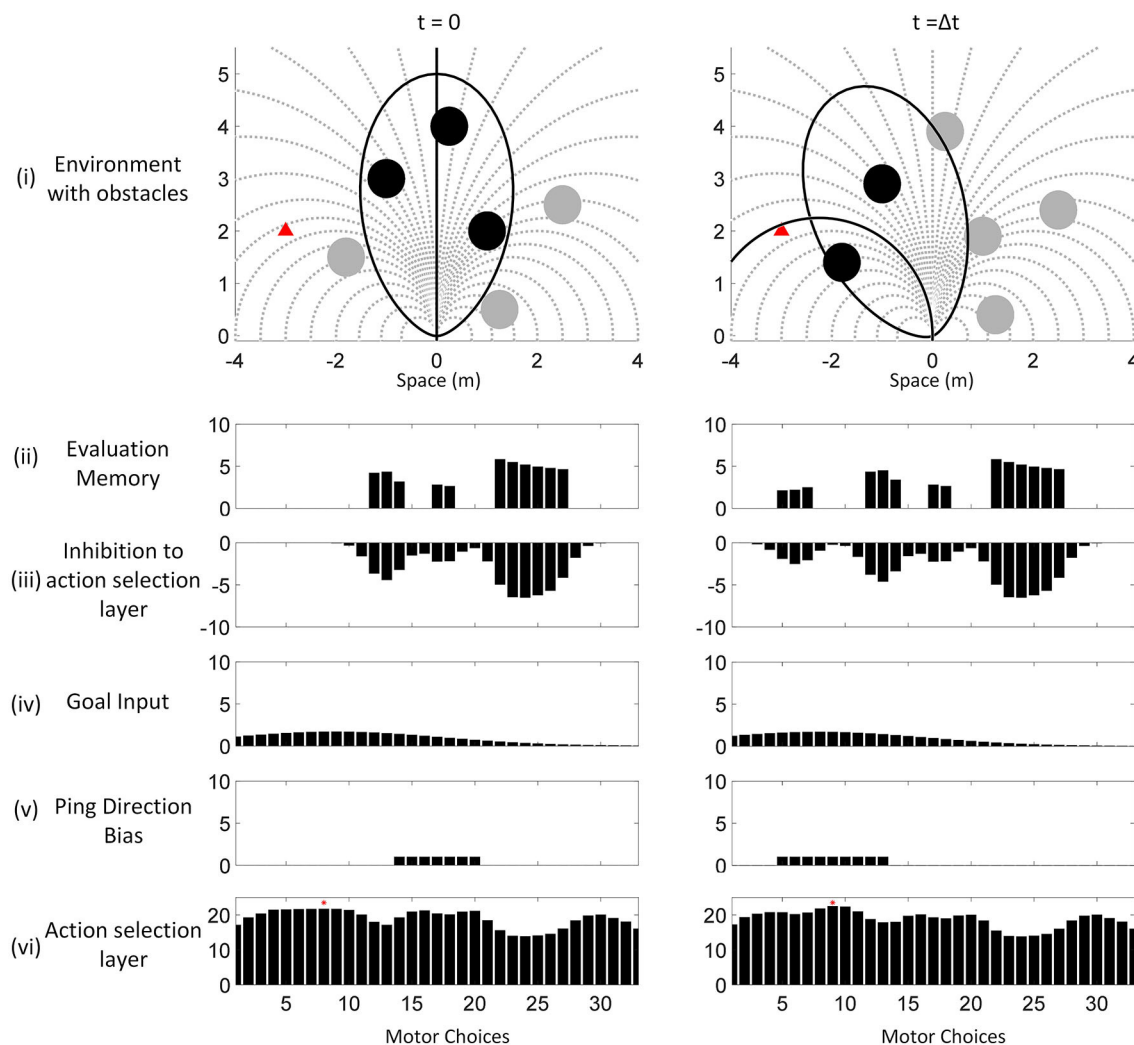 t = 0
t =Δt
(i) Environment with obstacles
5
4
3
2
1
0
-4 -2 0 2 4
Space (m)
5
4
3
2
1
0
-4 -2 0 2 4
Space (m)
(ii) Evaluation Memory
10
5
0
10
5
0
(iii) Inhibition to action selection layer
0
-5
-10
0
-5
-10
(iv) Goal Input
10
5
0
10
5
0
(v) Ping Direction Bias
10
5
0
10
5
0
(vi) Action selection layer
20
10
0
*
5 10 15 20 25 30
Motor Choices
20
10
0
*
5 10 15 20 25 30
Motor Choices